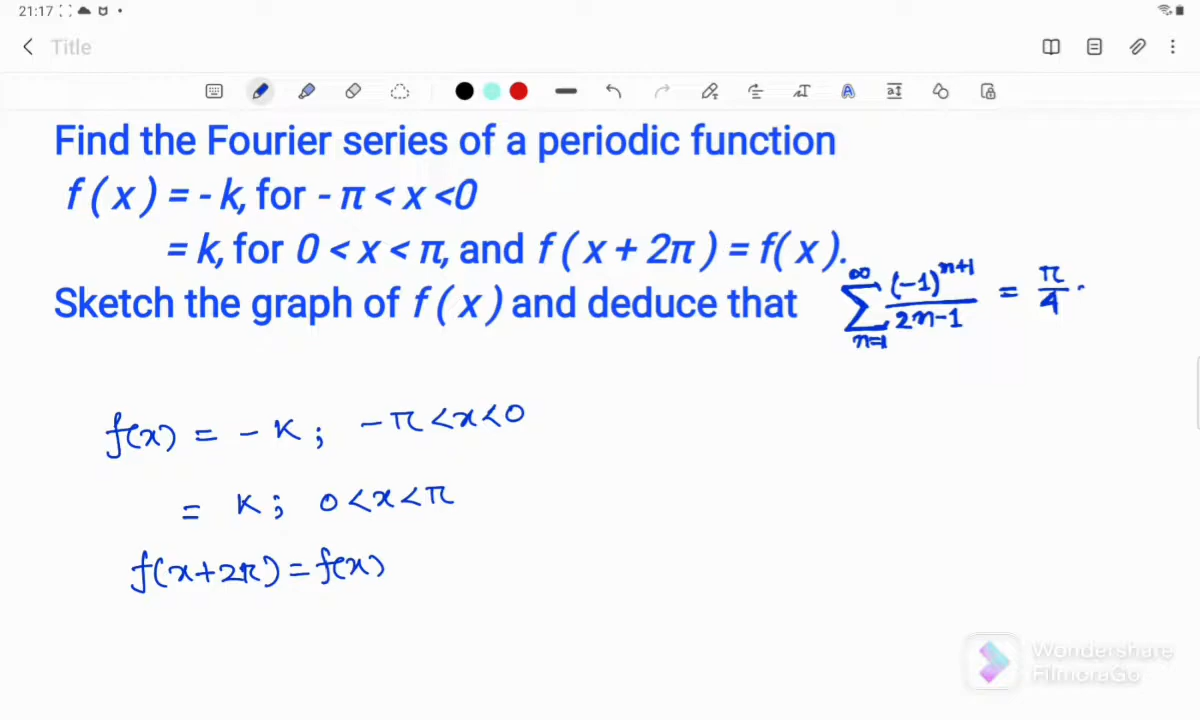 21:17
Title
Find the Fourier series of a periodic function
f ( x ) = - k, for - π < x <0
= k, for 0 < x < π, and f ( x + 2π ) = f( x ).
Sketch the graph of f ( x ) and deduce that ∑_{n=1}^{∞} (-1)^{n+1}/(2n-1) = π/4.
f(x) = - K ; -π < x < 0
= K ; 0 < x < π
f(x+2π) = f(x)
Wondershare
FilmoraGo